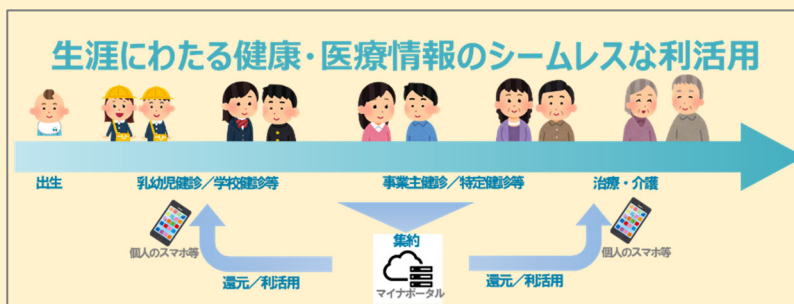 生涯にわたる健康・医療情報のシームレスな利活用
出生
乳幼児健診／学校健診等
事業主健診／特定健診等
治療・介護
個人のスマホ等
集約
個人のスマホ等
還元／利活用
マイナポータル
還元／利活用